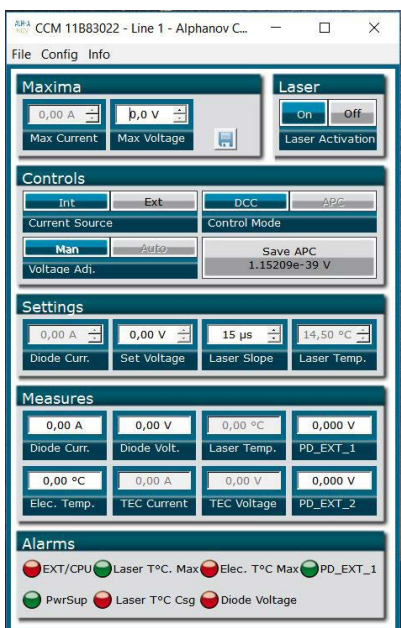 CCM 11B83022 - Line 1 - Alphanov C...
File Config Info
Maxima
Laser
0,00 A
0,0 V
On Off
Max Current Max Voltage
Laser Activation
Controls
Int Ext DCC APC
Current Source Control Mode
Man Auto Save APC
1.15209e-39 V
Voltage Adj.
Settings
0,00 A 0,00 V 15 µs 14,50 °C
Diode Curr. Set Voltage Laser Slope Laser Temp.
Measures
0,00 A 0,00 V 0,00 °C 0,000 V
Diode Curr. Diode Volt. Laser Temp. PD_EXT_1
0,00 °C 0,00 A 0,00 V 0,000 V
Elec. Temp. TEC Current TEC Voltage PD_EXT_2
Alarms
EXT/CPU Laser T°C. Max Elec. T°C Max PD_EXT_1
PwrSup Laser T°C Csg Diode Voltage